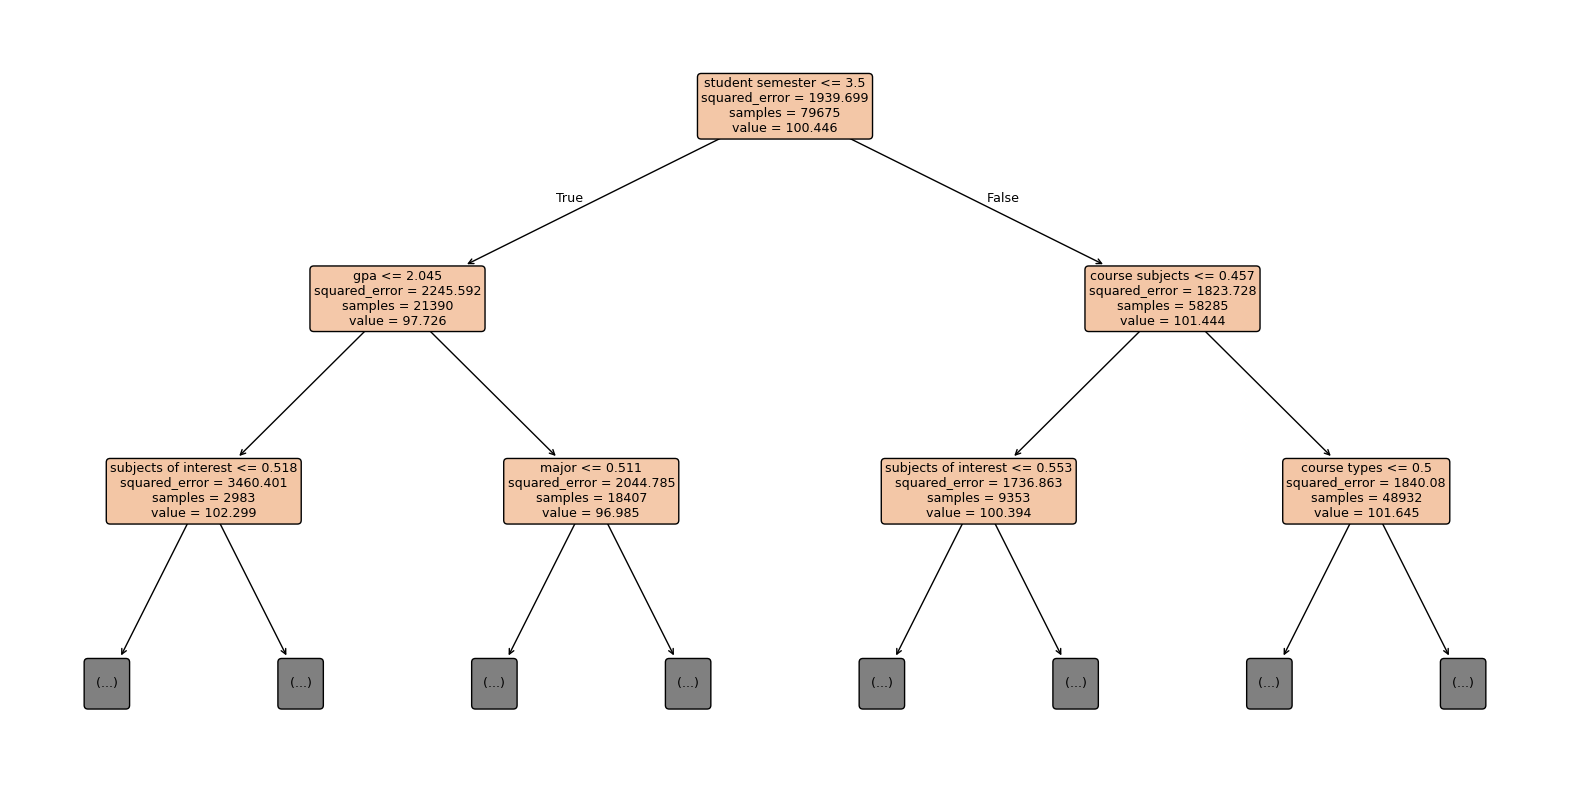 student semester <= 3.5
squared_error = 1939.699
samples = 79675
value = 100.446
True
False
gpa <= 2.045
squared_error = 2245.592
samples = 21390
value = 97.726
course subjects <= 0.457
squared_error = 1823.728
samples = 58285
value = 101.444
subjects of interest <= 0.518
squared_error = 3460.401
samples = 2983
value = 102.299
major <= 0.511
squared_error = 2044.785
samples = 18407
value = 96.985
subjects of interest <= 0.553
squared_error = 1736.863
samples = 9353
value = 100.394
course types <= 0.5
squared_error = 1840.08
samples = 48932
value = 101.645
(...)
(...)
(...)
(...)
(...)
(...)
(...)
(...)